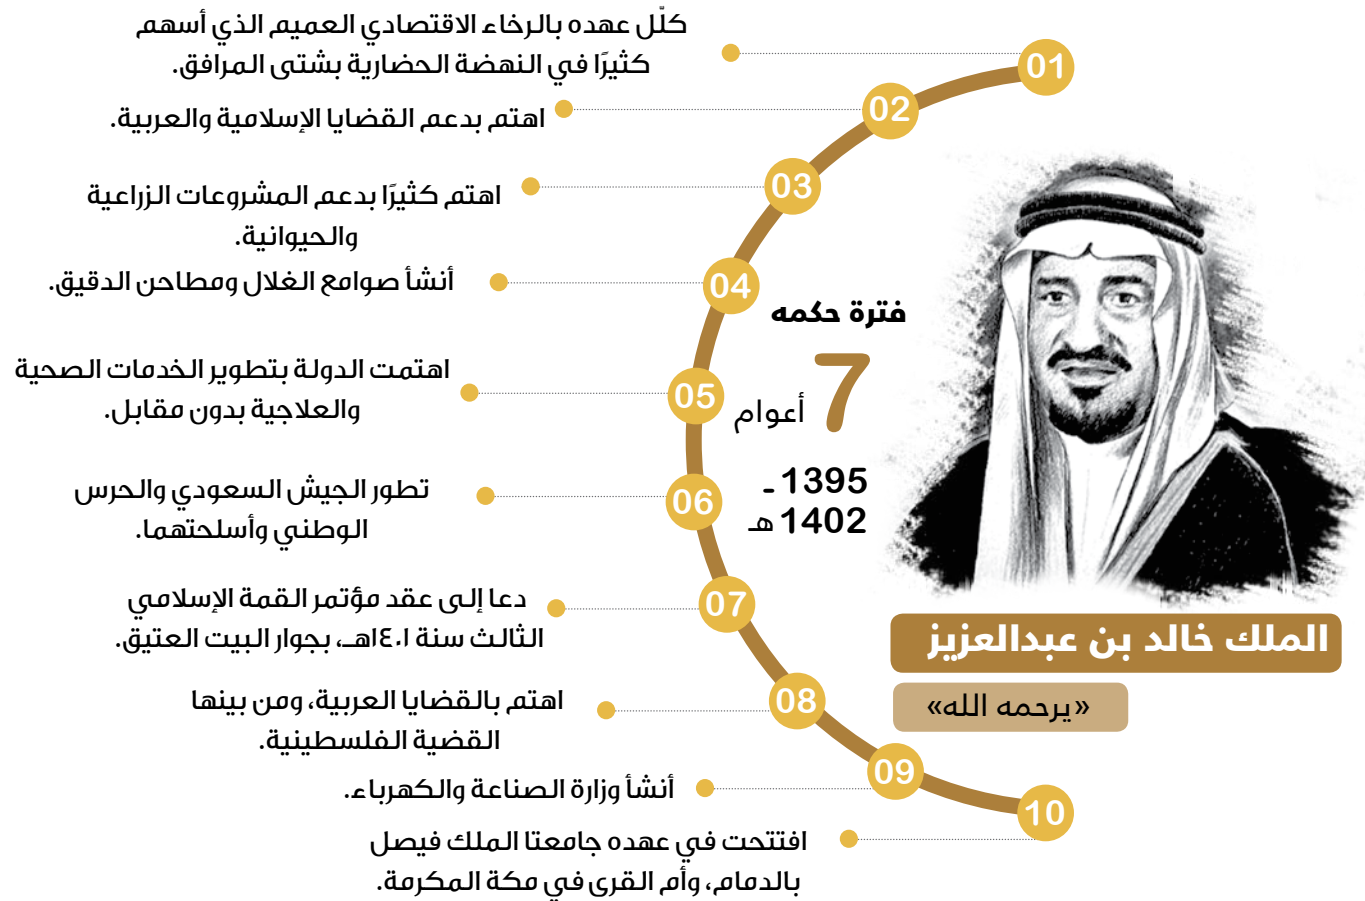 01
كلّل عهده بالرخاء الاقتصادي العميم الذي أسهم
كثيرًا في النهضة الحضارية بشتى المرافق.
02
اهتم بدعم القضايا الإسلامية والعربية.
03
اهتم كثيرًا بدعم المشروعات الزراعية
والحيوانية.
04
أنشأ صوامع الغلال ومطاحن الدقيق.
05
اهتمت الدولة بتطوير الخدمات الصحية
والعلاجية بدون مقابل.
06
تطور الجيش السعودي والحرس
الوطني وأسلحتهما.
07
دعا إلى عقد مؤتمر القمة الإسلامي
الثالث سنة ١٤٠١هـ، بجوار البيت العتيق.
08
اهتم بالقضايا العربية، ومن بينها
القضية الفلسطينية.
09
أنشأ وزارة الصناعة والكهرباء.
10
افتتحت في عهده جامعتا الملك فيصل
بالدمام، وأم القرى في مكة المكرمة.
فترة حكمه
7 أعوام
1395 -
1402 هـ
الملك خالد بن عبدالعزيز
«يرحمه الله»